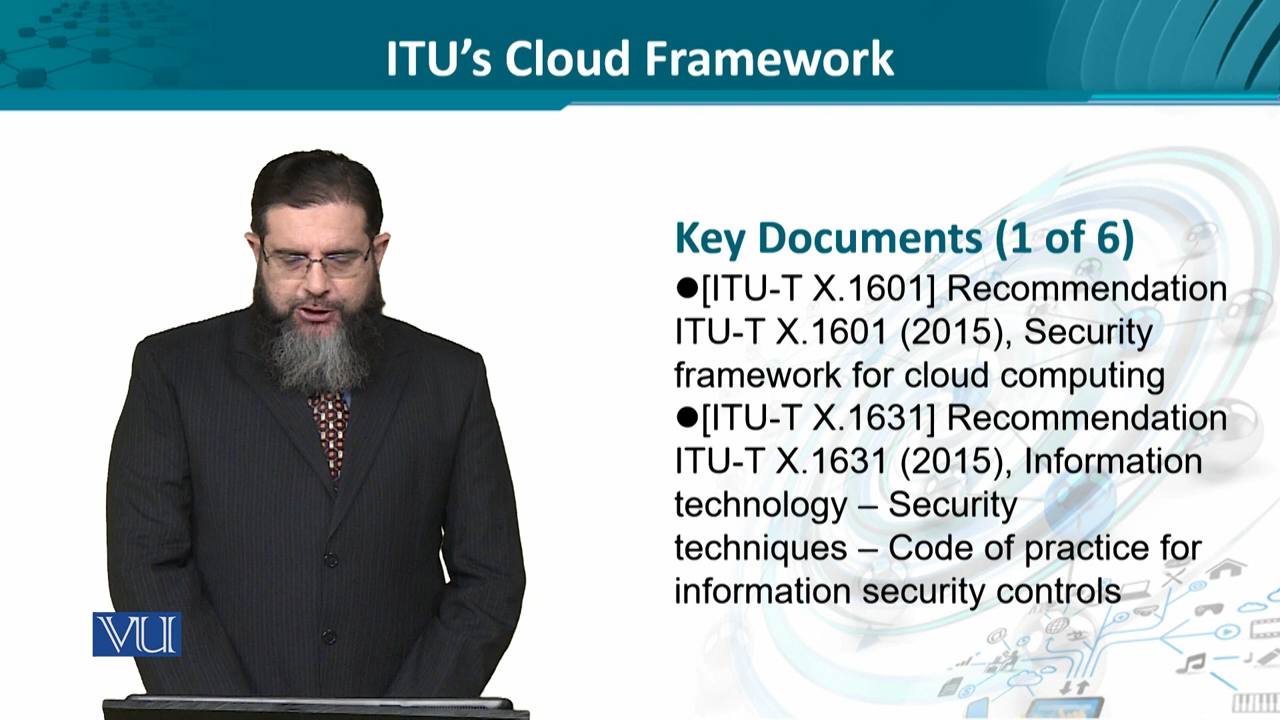 ITU’s Cloud Framework
Key Documents (1 of 6)
●[ITU-T X.1601] Recommendation
ITU-T X.1601 (2015), Security
framework for cloud computing
●[ITU-T X.1631] Recommendation
ITU-T X.1631 (2015), Information
technology – Security
techniques – Code of practice for
information security controls
VU